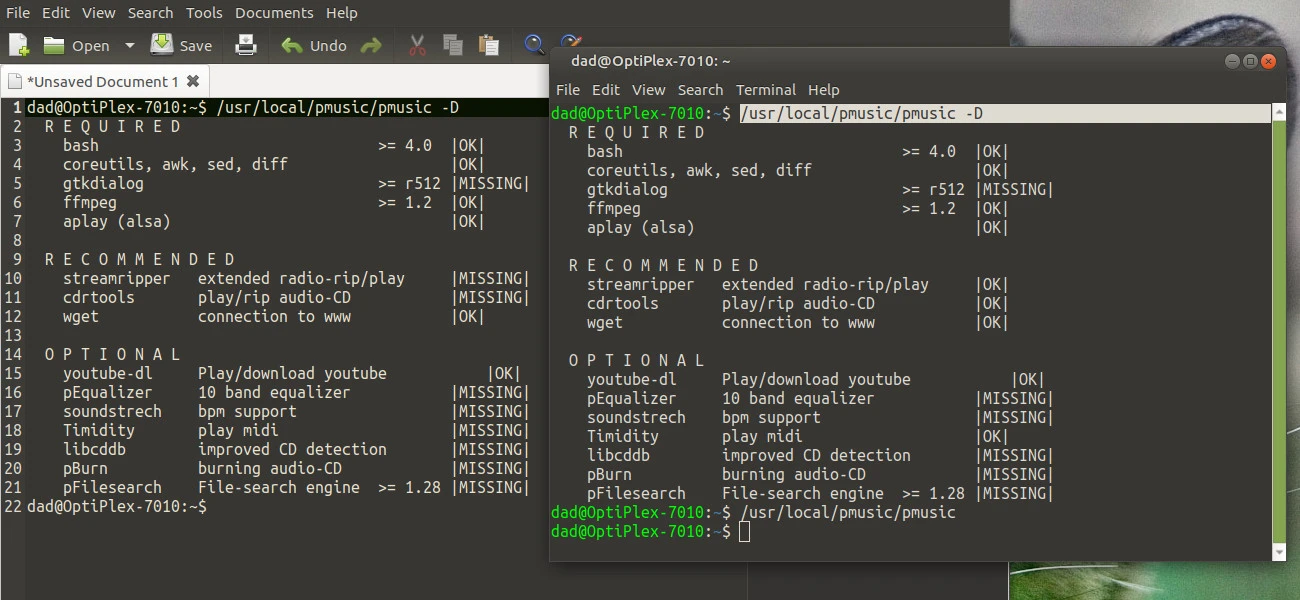 File Edit View Search Tools Documents Help
Open Save Undo
*Unsaved Document 1
1 dad@OptiPlex-7010:~$ /usr/local/pmusic/pmusic -D
2 R E Q U I R E D
3 bash >= 4.0 |OK|
4 coreutils, awk, sed, diff |OK|
5 gtkdialog >= r512 |MISSING|
6 ffmpeg >= 1.2 |OK|
7 aplay (alsa) |OK|
8
9 R E C O M M E N D E D
10 streamripper extended radio-rip/play |MISSING|
11 cdrtools play/rip audio-CD |MISSING|
12 wget connection to www |OK|
13
14 O P T I O N A L
15 youtube-dl Play/download youtube |OK|
16 pEqualizer 10 band equalizer |MISSING|
17 soundstrech bpm support |MISSING|
18 Timidity play midi |MISSING|
19 libcddb improved CD detection |MISSING|
20 pBurn burning audio-CD |MISSING|
21 pFilesearch File-search engine >= 1.28 |MISSING|
22 dad@OptiPlex-7010:~$
dad@OptiPlex-7010: ~
File Edit View Search Terminal Help
dad@OptiPlex-7010:~$ /usr/local/pmusic/pmusic -D
R E Q U I R E D
bash >= 4.0 |OK|
coreutils, awk, sed, diff |OK|
gtkdialog >= r512 |MISSING|
ffmpeg >= 1.2 |OK|
aplay (alsa) |OK|
R E C O M M E N D E D
streamripper extended radio-rip/play |OK|
cdrtools play/rip audio-CD |OK|
wget connection to www |OK|
O P T I O N A L
youtube-dl Play/download youtube |OK|
pEqualizer 10 band equalizer |MISSING|
soundstrech bpm support |MISSING|
Timidity play midi |OK|
libcddb improved CD detection |MISSING|
pBurn burning audio-CD |MISSING|
pFilesearch File-search engine >= 1.28 |MISSING|
dad@OptiPlex-7010:~$ /usr/local/pmusic/pmusic
dad@OptiPlex-7010:~$